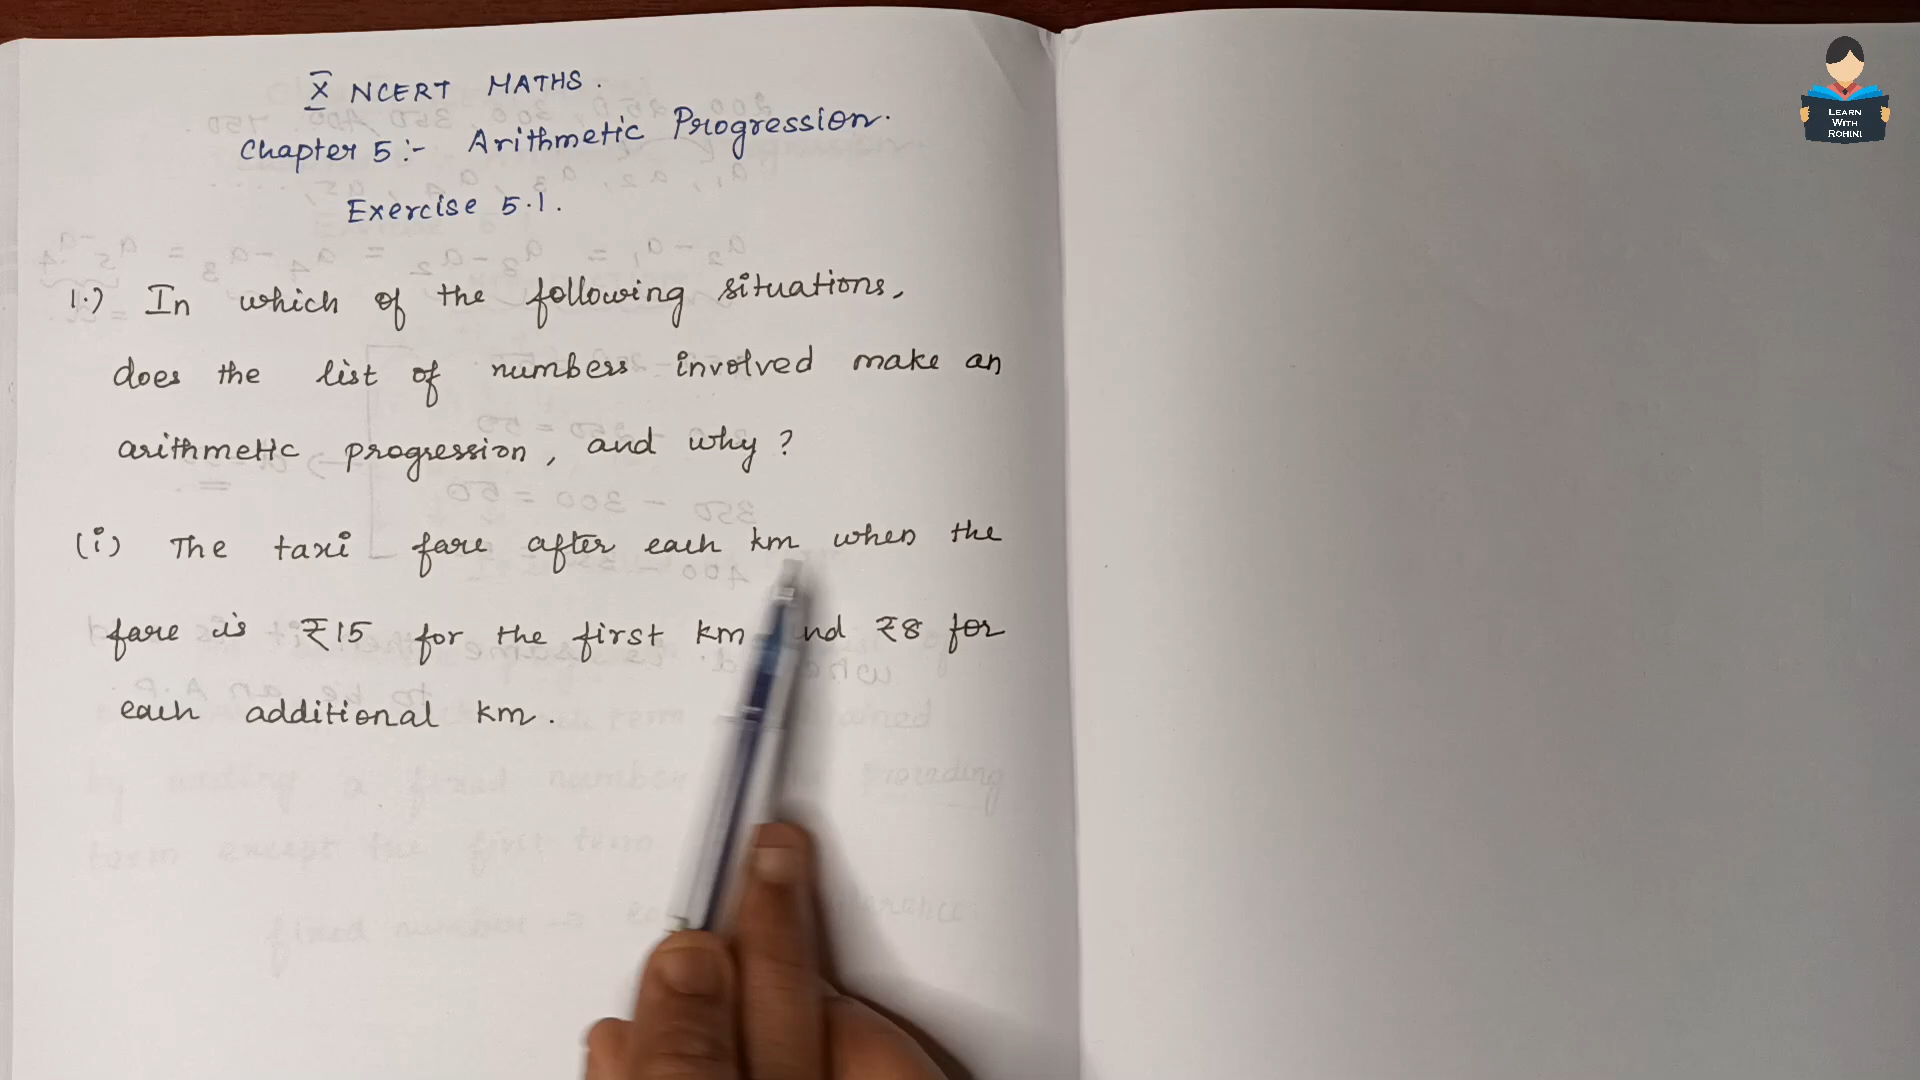 X NCERT MATHS.
Chapter 5:- Arithmetic Progression.
Exercise 5.1.
1.) In which of the following situations,
does the list of numbers involved make an
arithmetic progression, and why?
(i) The taxi fare after each km when the
fare is ₹15 for the first km and ₹8 for
each additional km.
LEARN
WITH
ROHINI